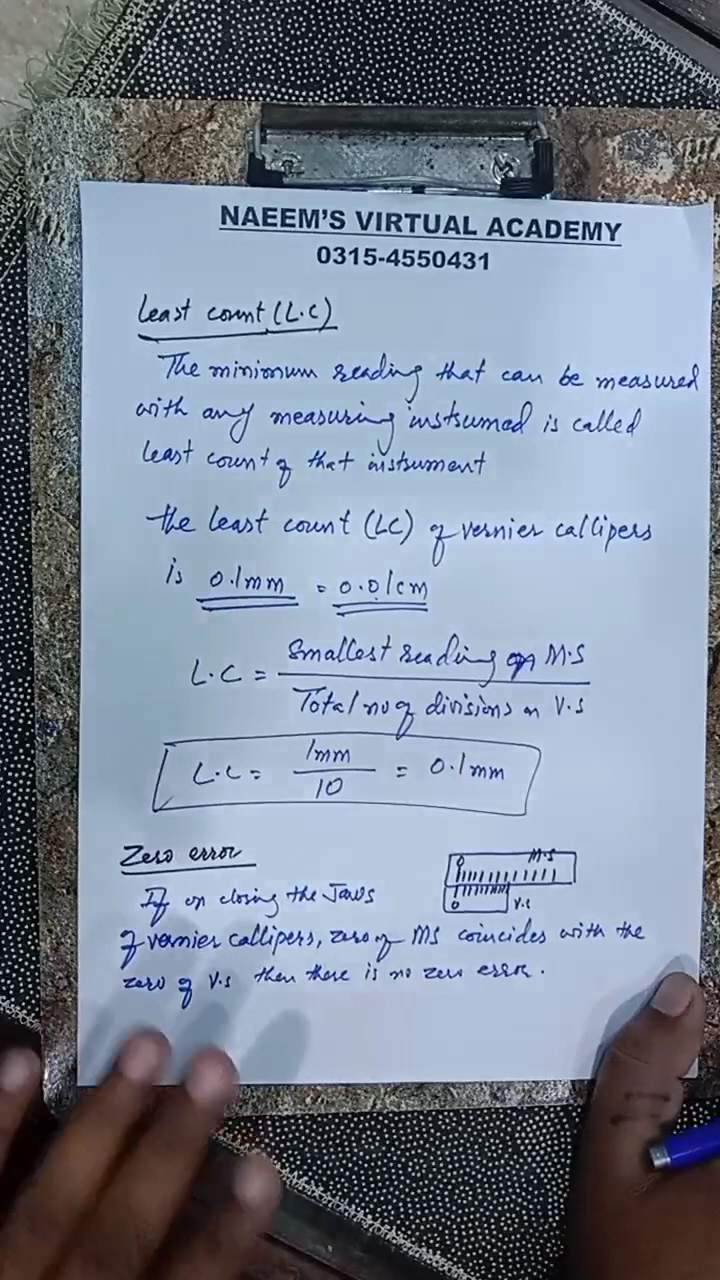 NAEEM'S VIRTUAL ACADEMY
0315-4550431
Least count (L.C)
The minimum reading that can be measured
with any measuring instrumed is called
least count of that instrument
the least count (LC) of vernier callipers
is 0.1mm = 0.01cm
L.C = Smallest reading on M.S
Total no of divisions on V.S
L.C = 1mm / 10 = 0.1mm
Zero error
0 M.S
0 V.S
If on closing the Jaws
of vernier callipers, zero of MS coincides with the
zero of V.S then there is no zero error.